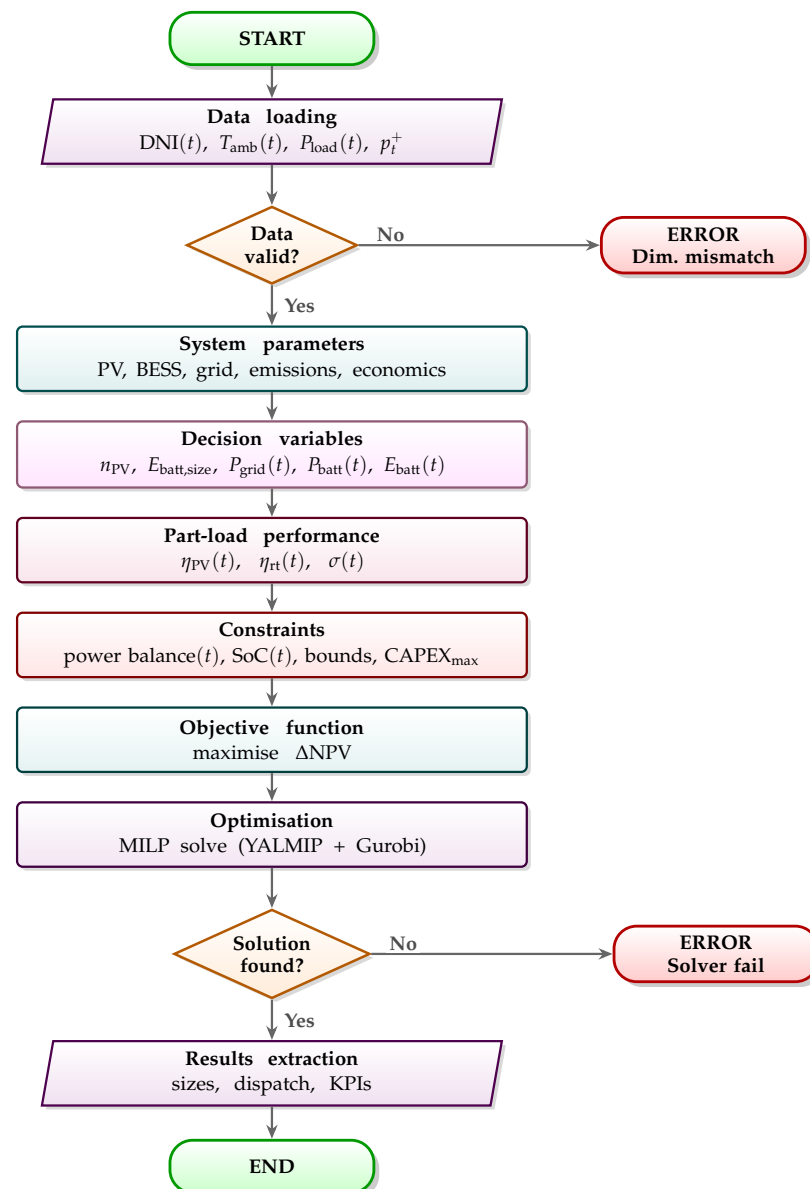 START
Data loading
DNI(t), T_amb(t), P_load(t), p_t^+
Data
valid?
No
ERROR
Dim. mismatch
Yes
System parameters
PV, BESS, grid, emissions, economics
Decision variables
n_PV, E_batt,size, P_grid(t), P_batt(t), E_batt(t)
Part-load performance
η_PV(t), η_rt(t), σ(t)
Constraints
power balance(t), SoC(t), bounds, CAPEX_max
Objective function
maximise ΔNPV
Optimisation
MILP solve (YALMIP + Gurobi)
Solution
found?
No
ERROR
Solver fail
Yes
Results extraction
sizes, dispatch, KPIs
END